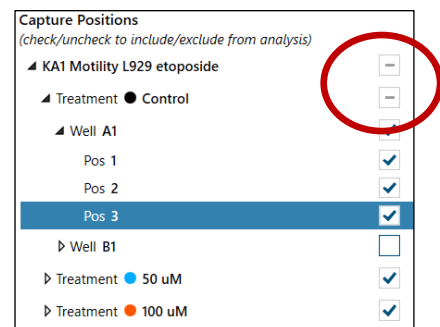 Capture Positions
(check/uncheck to include/exclude from analysis)
KA1 Motility L929 etoposide
Treatment Control
Well A1
Pos 1
Pos 2
Pos 3
Well B1
Treatment 50 uM
Treatment 100 uM